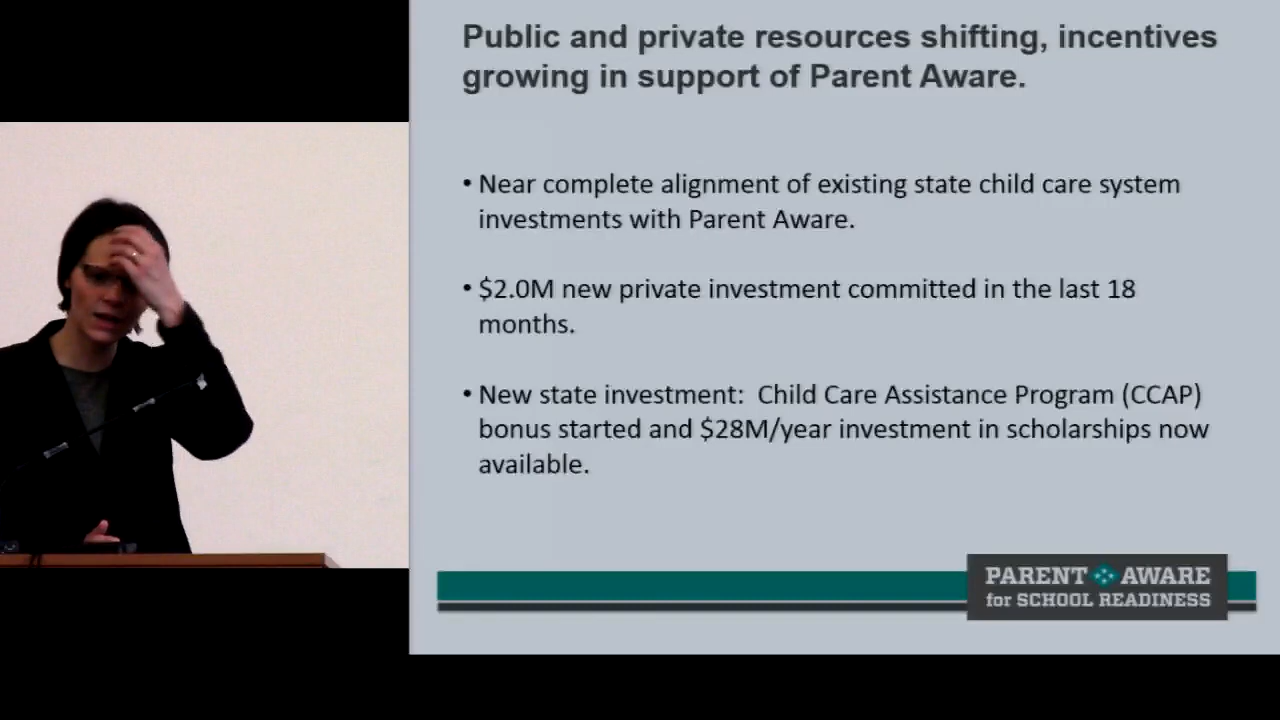 Public and private resources shifting, incentives
growing in support of Parent Aware.
• Near complete alignment of existing state child care system
investments with Parent Aware.
• $2.0M new private investment committed in the last 18
months.
• New state investment:  Child Care Assistance Program (CCAP)
bonus started and $28M/year investment in scholarships now
available.
PARENT AWARE
for SCHOOL READINESS